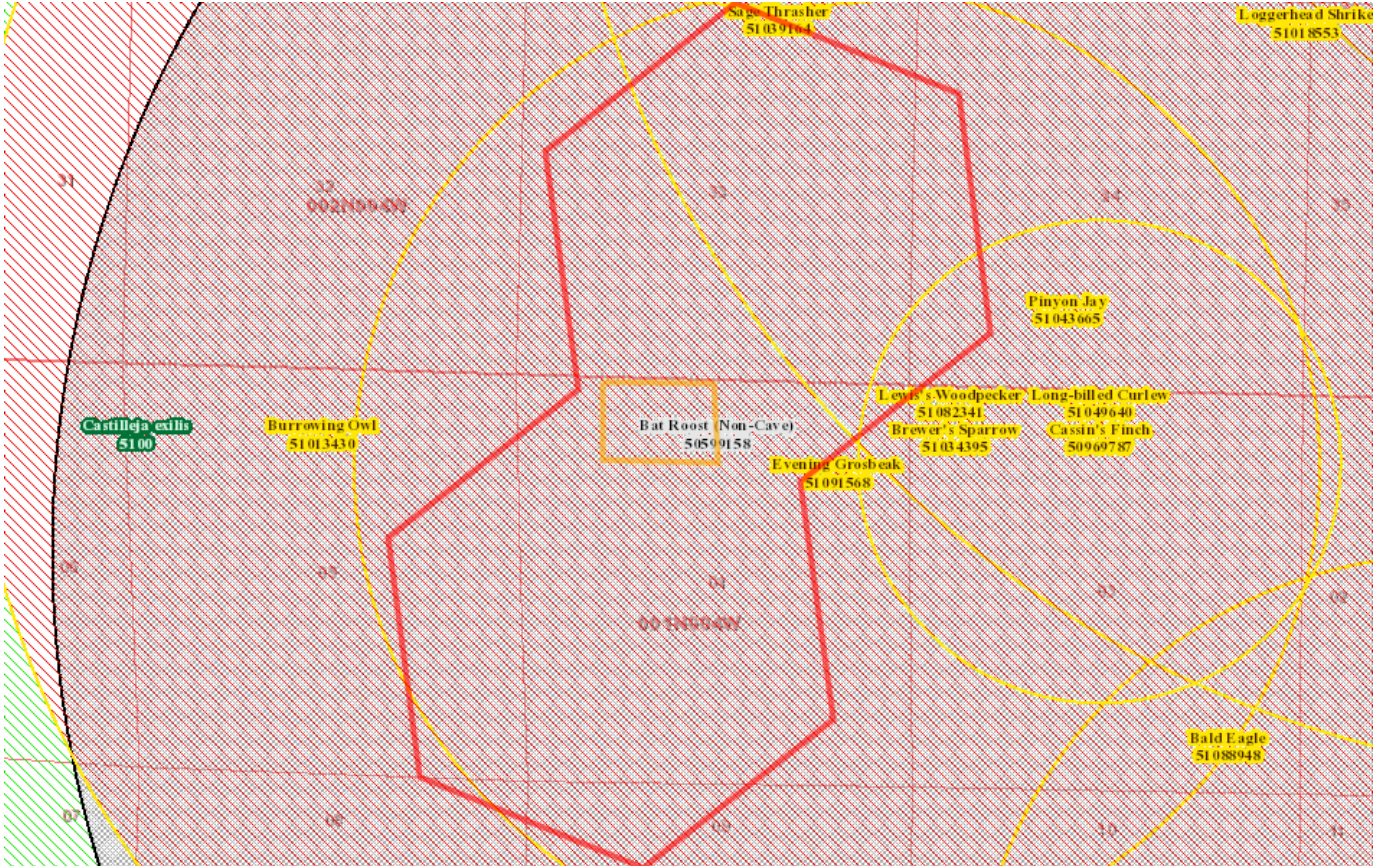 Sage Thrasher
51039164
Loggerhead Shrike
51018553
31
32
33
34
35
002N004W
Pinyon Jay
51043665
Castilleja exilis
5100
Burrowing Owl
51013430
Bat Roost (Non-Cave)
50599158
Lewis's Woodpecker
51082341
Long-billed Curlew
51049640
Brewer's Sparrow
51034395
Cassin's Finch
50969787
Evening Grosbeak
51091568
06
05
04
03
02
001N004W
Bald Eagle
51088948
07
08
09
10
11